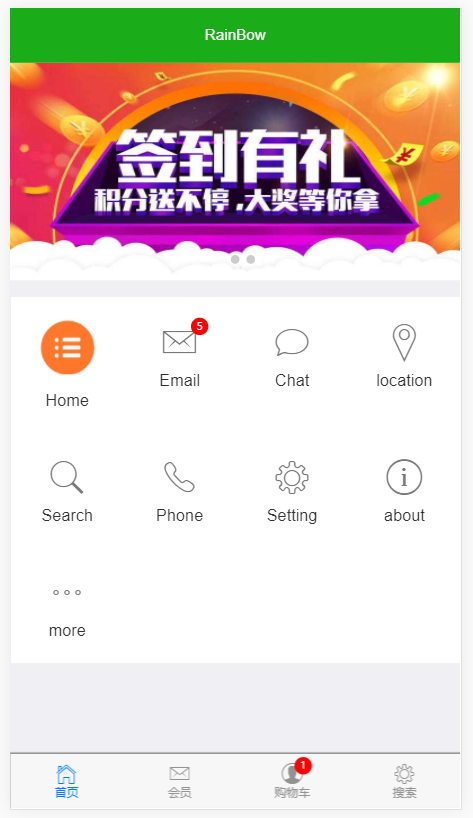 RainBow
签到有礼
积分送不停,大奖等你拿
Home
5
Email
Chat
location
Search
Phone
Setting
about
more
首页
会员
1
购物车
搜索